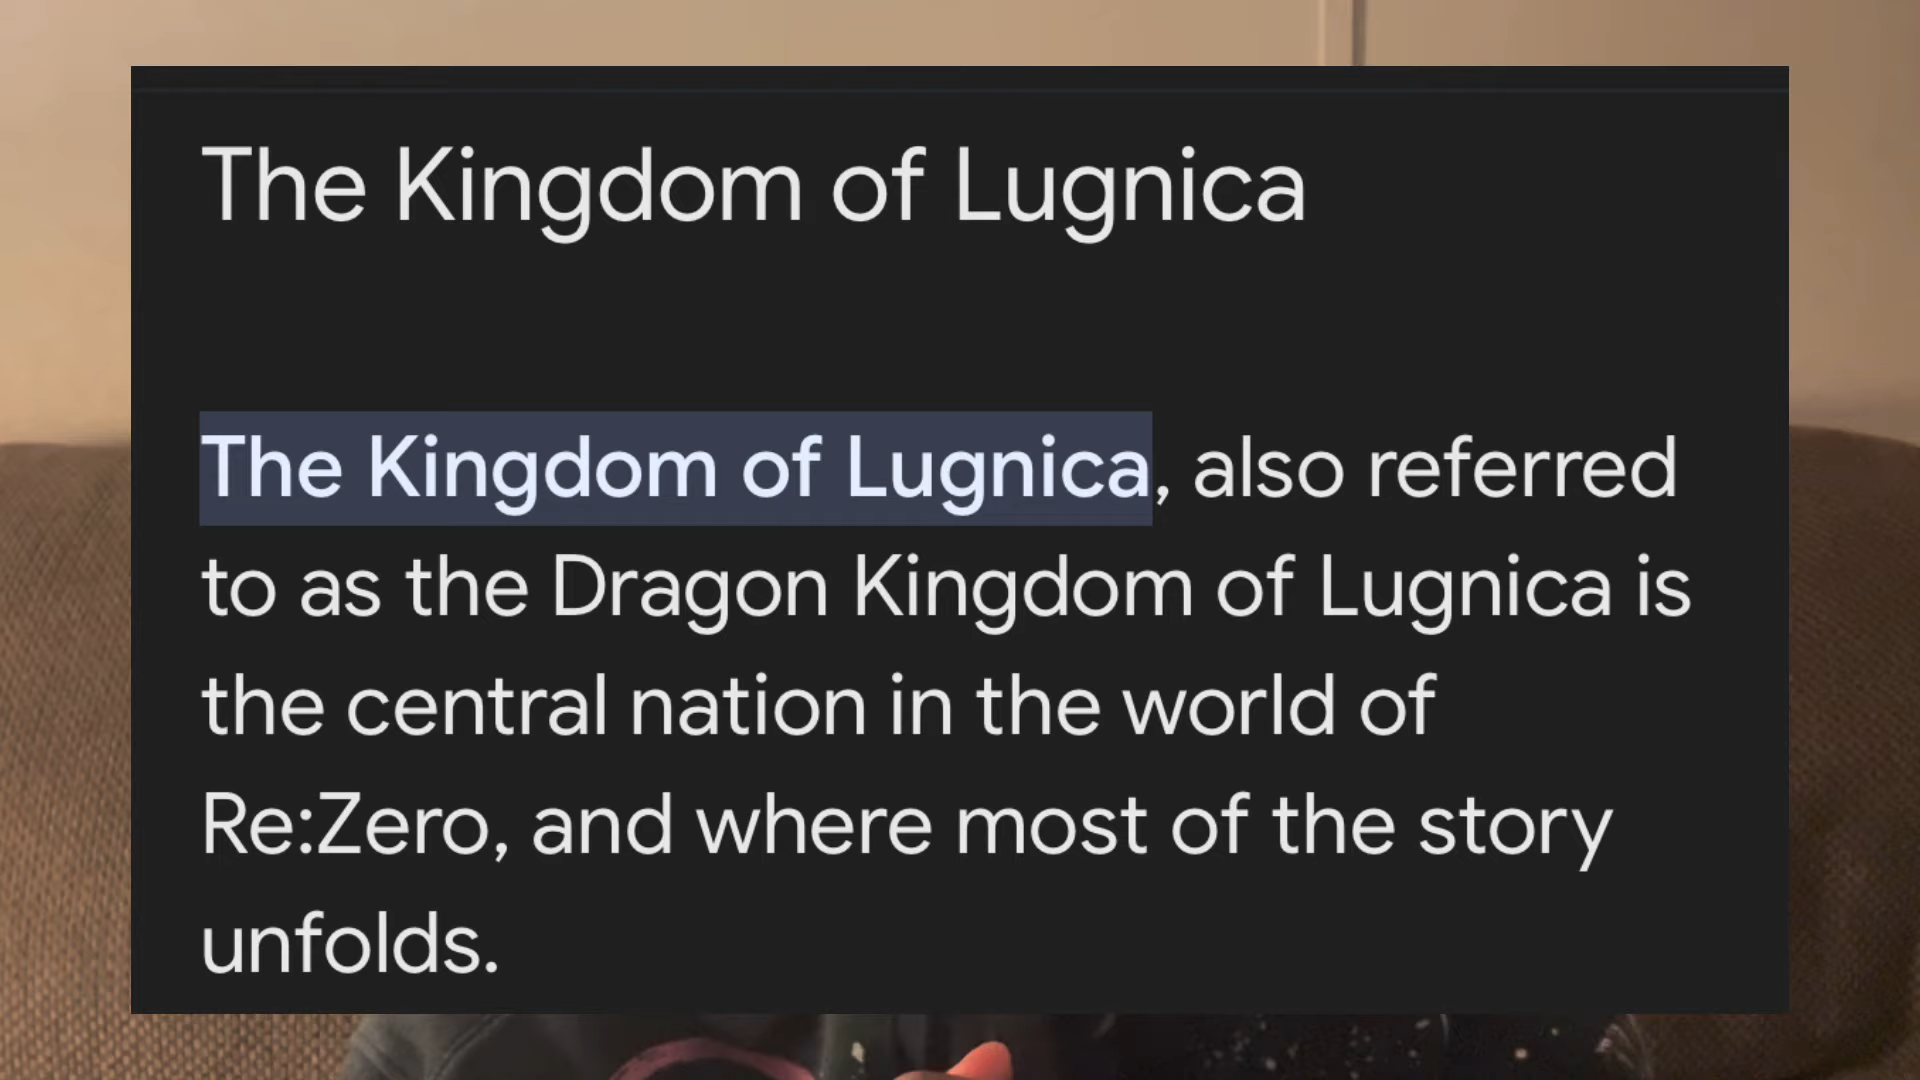 The Kingdom of Lugnica
The Kingdom of Lugnica, also referred
to as the Dragon Kingdom of Lugnica is
the central nation in the world of
Re:Zero, and where most of the story
unfolds.